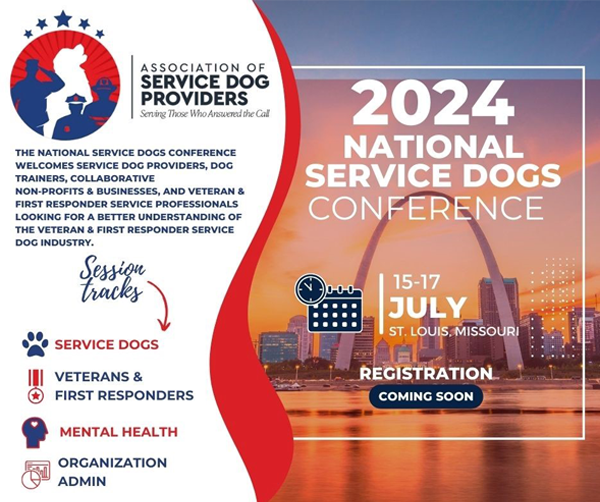 ASSOCIATION OF
SERVICE DOG
PROVIDERS
Serving Those Who Answered the Call
THE NATIONAL SERVICE DOGS CONFERENCE
WELCOMES SERVICE DOG PROVIDERS, DOG
TRAINERS, COLLABORATIVE
NON-PROFITS & BUSINESSES, AND VETERAN &
FIRST RESPONDER SERVICE PROFESSIONALS
LOOKING FOR A BETTER UNDERSTANDING OF
THE VETERAN & FIRST RESPONDER SERVICE
DOG INDUSTRY.
Session
tracks
SERVICE DOGS
VETERANS &
FIRST RESPONDERS
MENTAL HEALTH
ORGANIZATION
ADMIN
2024
NATIONAL
SERVICE DOGS
CONFERENCE
15-17
JULY
ST. LOUIS, MISSOURI
REGISTRATION
COMING SOON